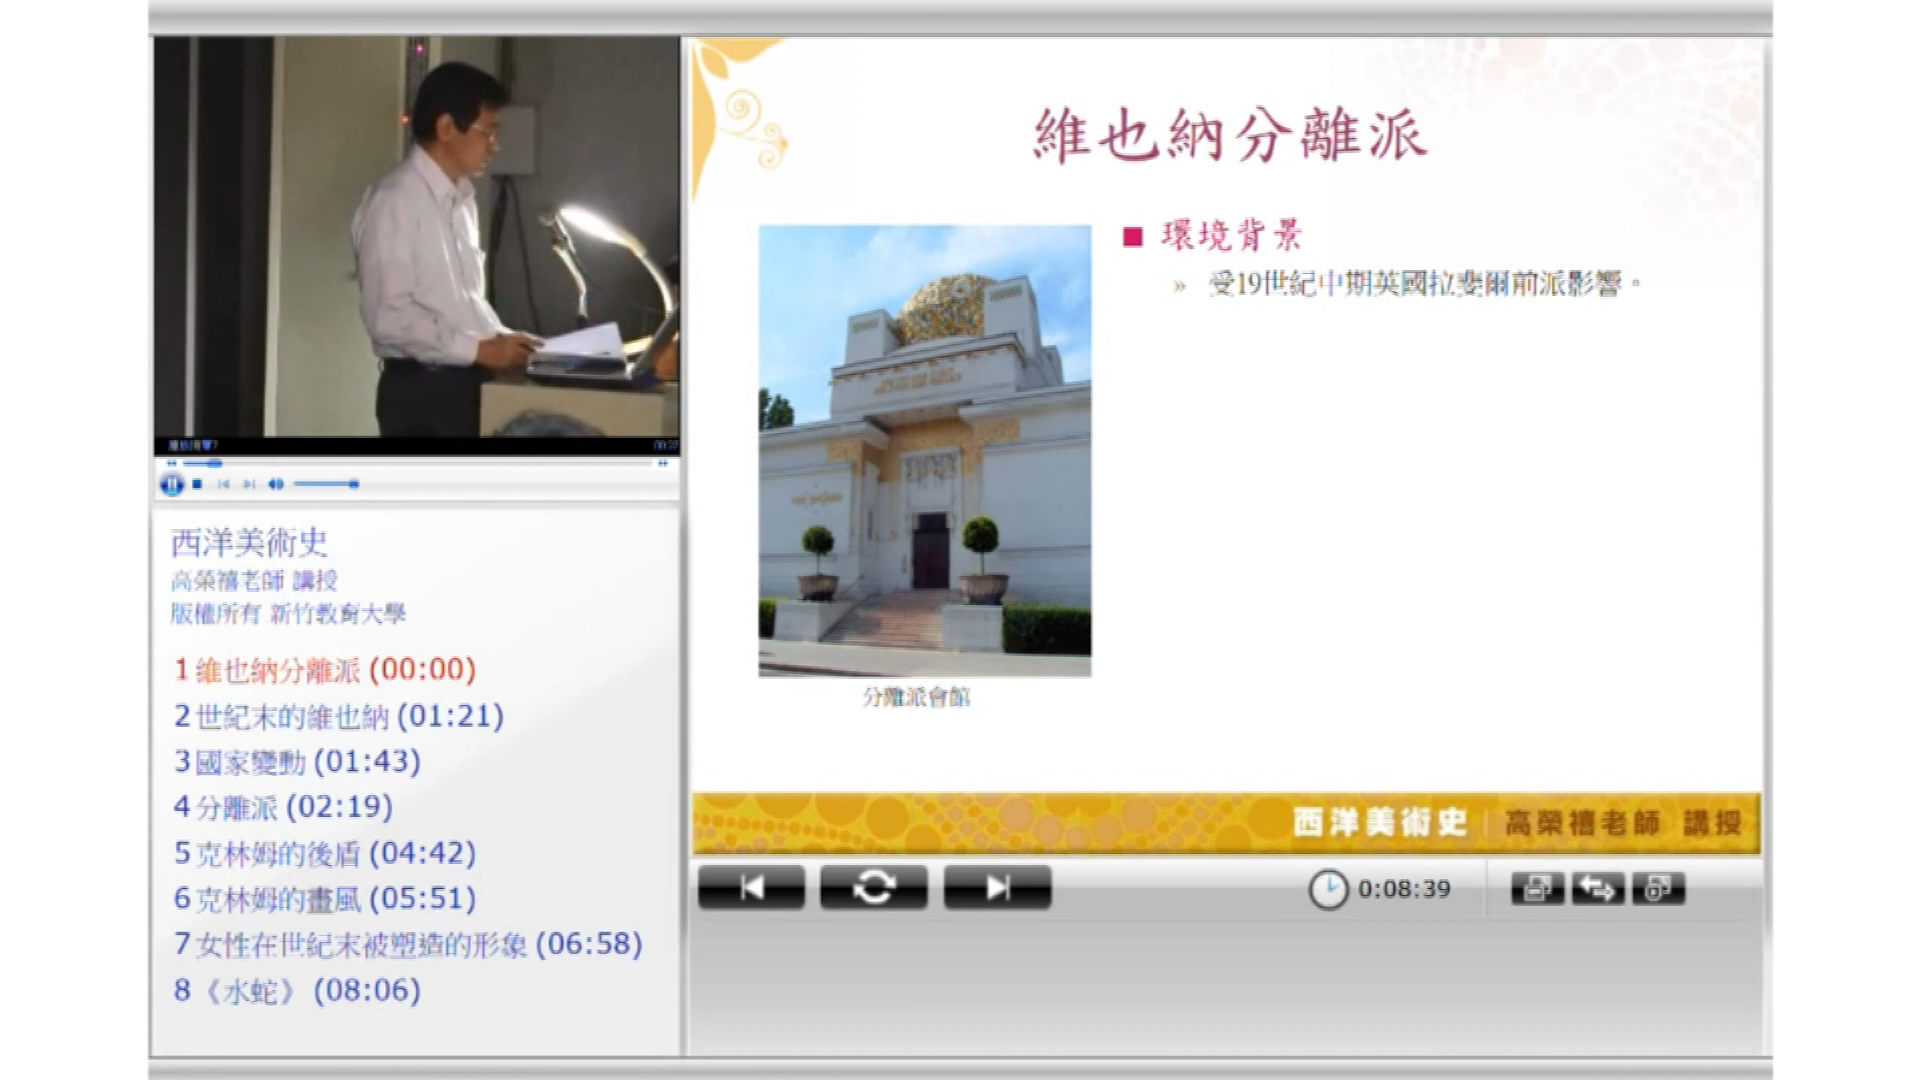 維也納分離派
環境背景
» 受19世紀中期英國拉斐爾前派影響。
分離派會館
西洋美術史
高榮禧老師 講授
版權所有 新竹教育大學
1 維也納分離派 (00:00)
2 世紀末的維也納 (01:21)
3 國家變動 (01:43)
4 分離派 (02:19)
5 克林姆的後盾 (04:42)
6 克林姆的畫風 (05:51)
7 女性在世紀末被塑造的形象 (06:58)
8 《水蛇》 (08:06)
西洋美術史 高榮禧老師 講授
0:08:39